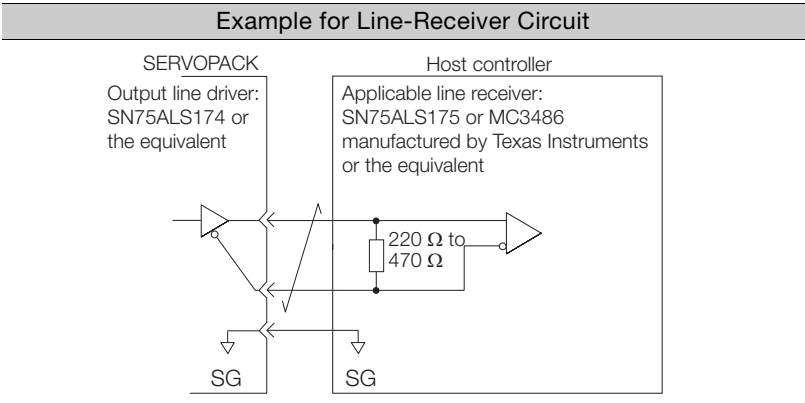 Example for Line-Receiver Circuit
SERVOPACK
Host controller
Output line driver:
SN75ALS174 or
the equivalent
Applicable line receiver:
SN75ALS175 or MC3486
manufactured by Texas Instruments
or the equivalent
220 Ω to
470 Ω
SG
SG